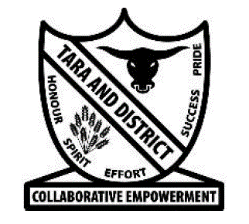 TARA AND DISTRICT
HONOUR
SPIRIT
EFFORT
SUCCESS
PRIDE
COLLABORATIVE EMPOWERMENT